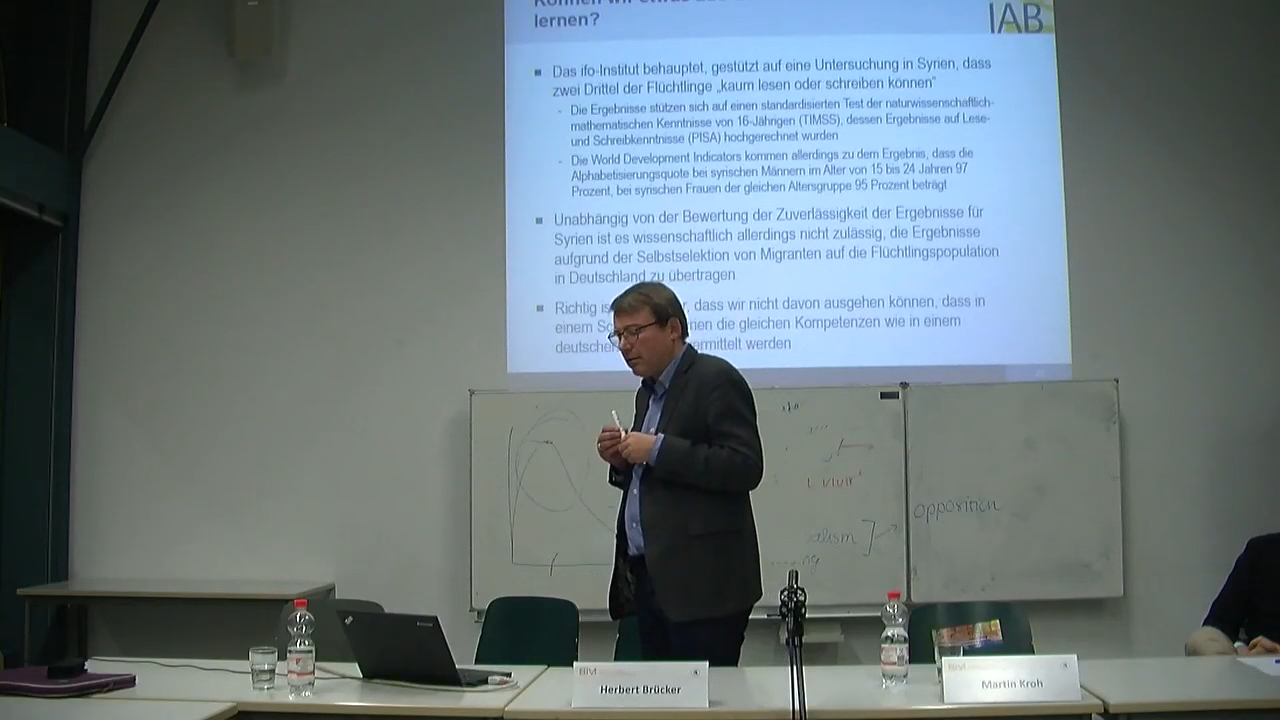 Können wir etwas aus
lernen?
IAB
Das ifo-Institut behauptet, gestützt auf eine Untersuchung in Syrien, dass
zwei Drittel der Flüchtlinge „kaum lesen oder schreiben können"
- Die Ergebnisse stützen sich auf einen standardisierten Test der naturwissenschaftlich-
mathematischen Kenntnisse von 16-Jährigen (TIMSS), dessen Ergebnisse auf Lese-
und Schreibkenntnisse (PISA) hochgerechnet wurden
- Die World Development Indicators kommen allerdings zu dem Ergebnis, dass die
Alphabetisierungsquote bei syrischen Männern im Alter von 15 bis 24 Jahren 97
Prozent, bei syrischen Frauen der gleichen Altersgruppe 95 Prozent beträgt
Unabhängig von der Bewertung der Zuverlässigkeit der Ergebnisse für
Syrien ist es wissenschaftlich allerdings nicht zulässig, die Ergebnisse
aufgrund der Selbstselektion von Migranten auf die Flüchtlingspopulation
in Deutschland zu übertragen
Richtig dass wir nicht davon ausgehen können, dass in
einem die gleichen Kompetenzen wie in einem
werden
opposition
BIM
Herbert Brücker
BIM
Martin Kroh